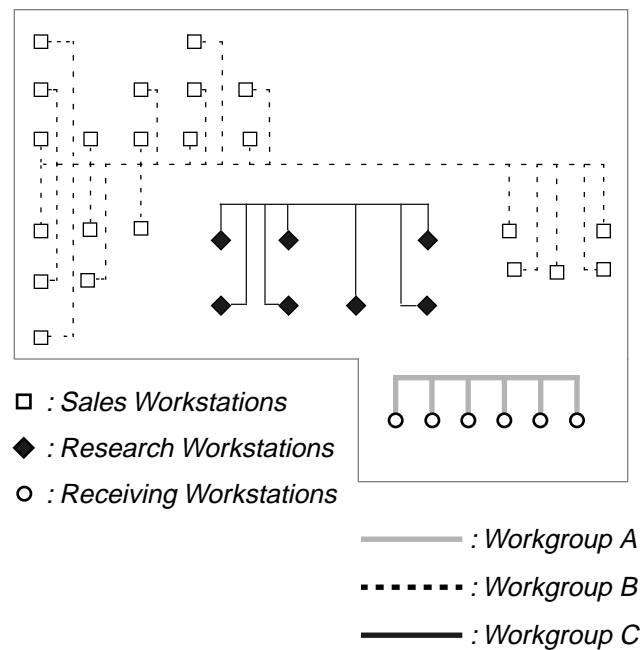 : Sales Workstations
: Research Workstations
: Receiving Workstations
: Workgroup A
: Workgroup B
: Workgroup C